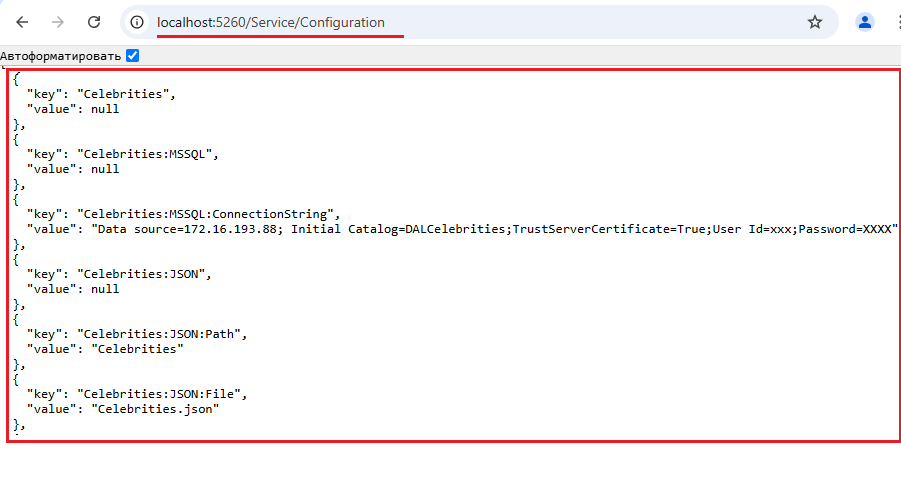 localhost:5260/Service/Configuration
Автоформатировать
{
"key": "Celebrities",
"value": null
},
{
"key": "Celebrities:MSSQL",
"value": null
},
{
"key": "Celebrities:MSSQL:ConnectionString",
"value": "Data source=172.16.193.88; Initial Catalog=DALCelebrities;TrustServerCertificate=True;User Id=xxx;Password=XXXX"
},
{
"key": "Celebrities:JSON",
"value": null
},
{
"key": "Celebrities:JSON:Path",
"value": "Celebrities"
},
{
"key": "Celebrities:JSON:File",
"value": "Celebrities.json"
},